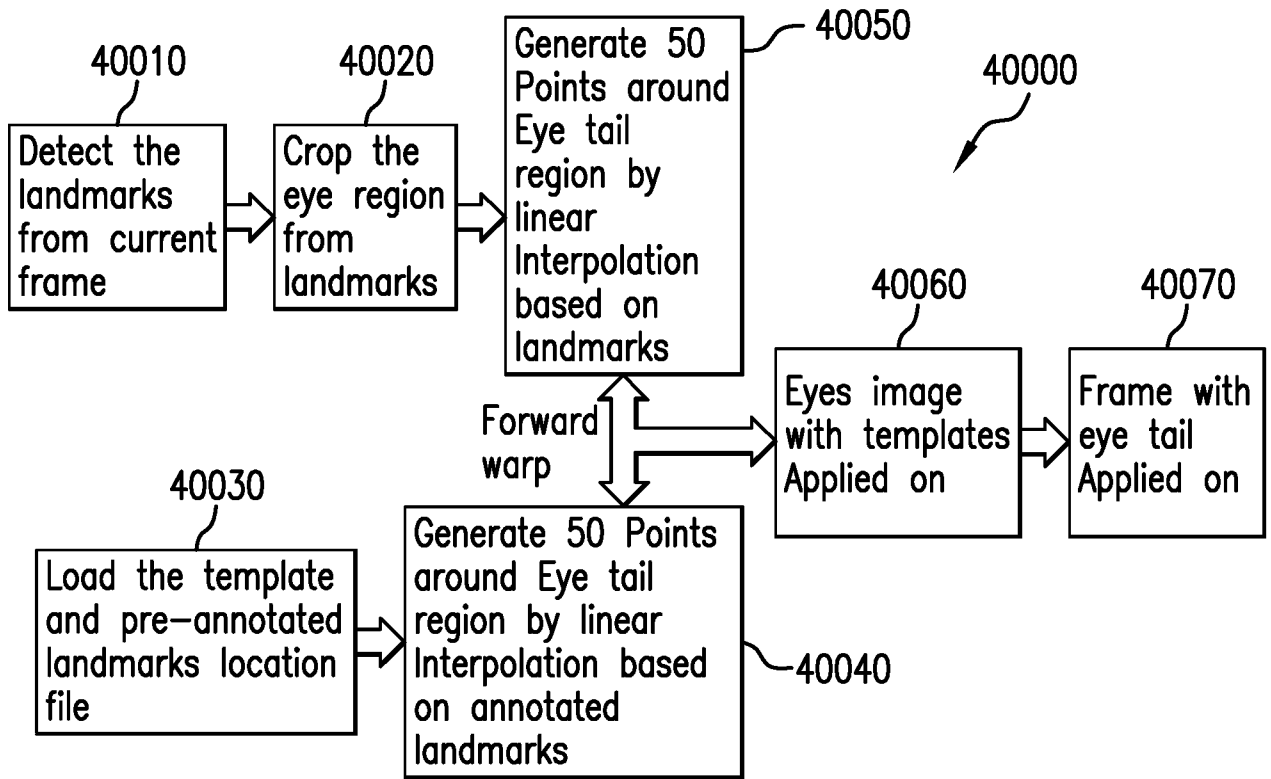 40010
Detect the
landmarks
from current
frame
40020
Crop the
eye region
from
landmarks
40050
Generate 50
Points around
Eye tail
region by
linear
Interpolation
based on
landmarks
40000
Forward
warp
40060
Eyes image
with templates
Applied on
40070
Frame with
eye tail
Applied on
40030
Load the template
and pre-annotated
landmarks location
file
40040
Generate 50 Points
around Eye tail
region by linear
Interpolation based
on annotated
landmarks